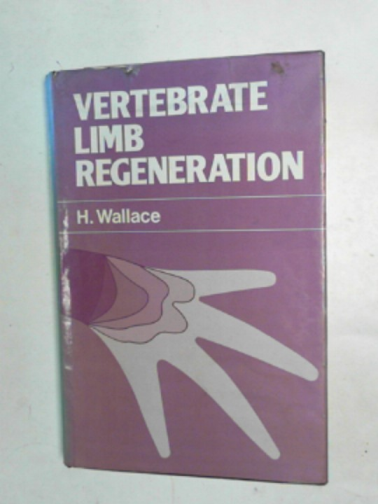 VERTEBRATE
LIMB
REGENERATION
H. Wallace